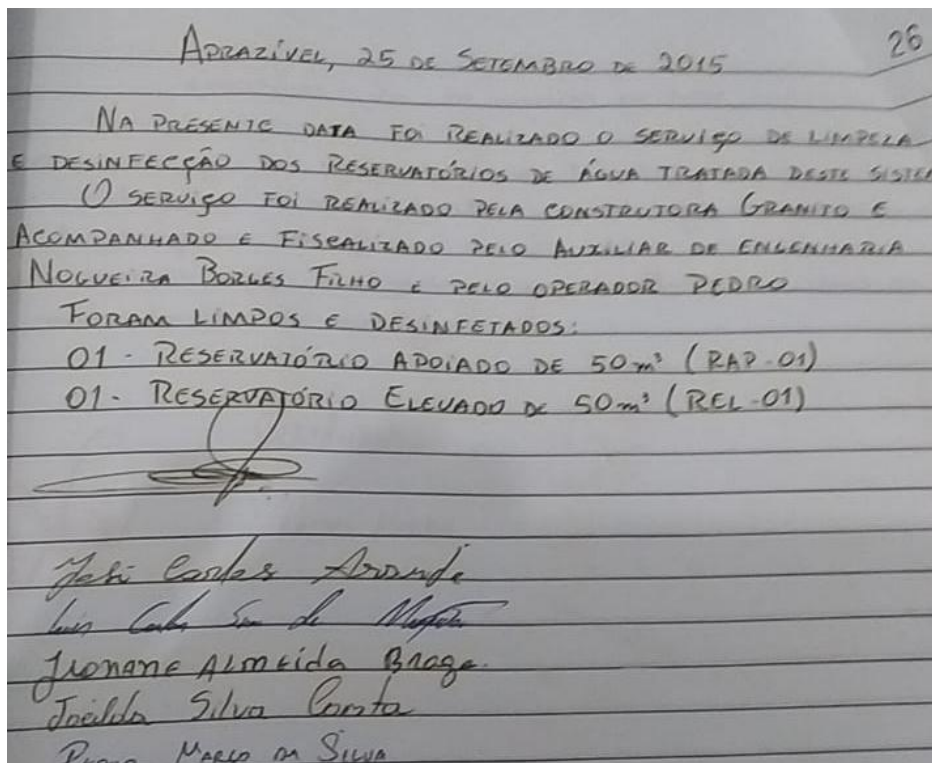 26
APRAZÍVEL, 25 DE SETEMBRO DE 2015
NA PRESENTE DATA FOI REALIZADO O SERVIÇO DE LIMPEZA
E DESINFECÇÃO DOS RESERVATÓRIOS DE ÁGUA TRATADA DESTE SISTEM
O SERVIÇO FOI REALIZADO PELA CONSTRUTORA GRANITO E
ACOMPANHADO E FISCALIZADO PELO AUXILIAR DE ENGENHARIA
NOGUEIRA BORGES FILHO E PELO OPERADOR PEDRO
FORAM LIMPOS E DESINFETADOS:
01 - RESERVATÓRIO APOIADO DE 50m³ (RAP-01)
01 - RESERVATÓRIO ELEVADO DE 50m³ (REL-01)
José Carlos
Luis Carlos
Almeida Braga
Silva Costa
MARCO DA SILVA